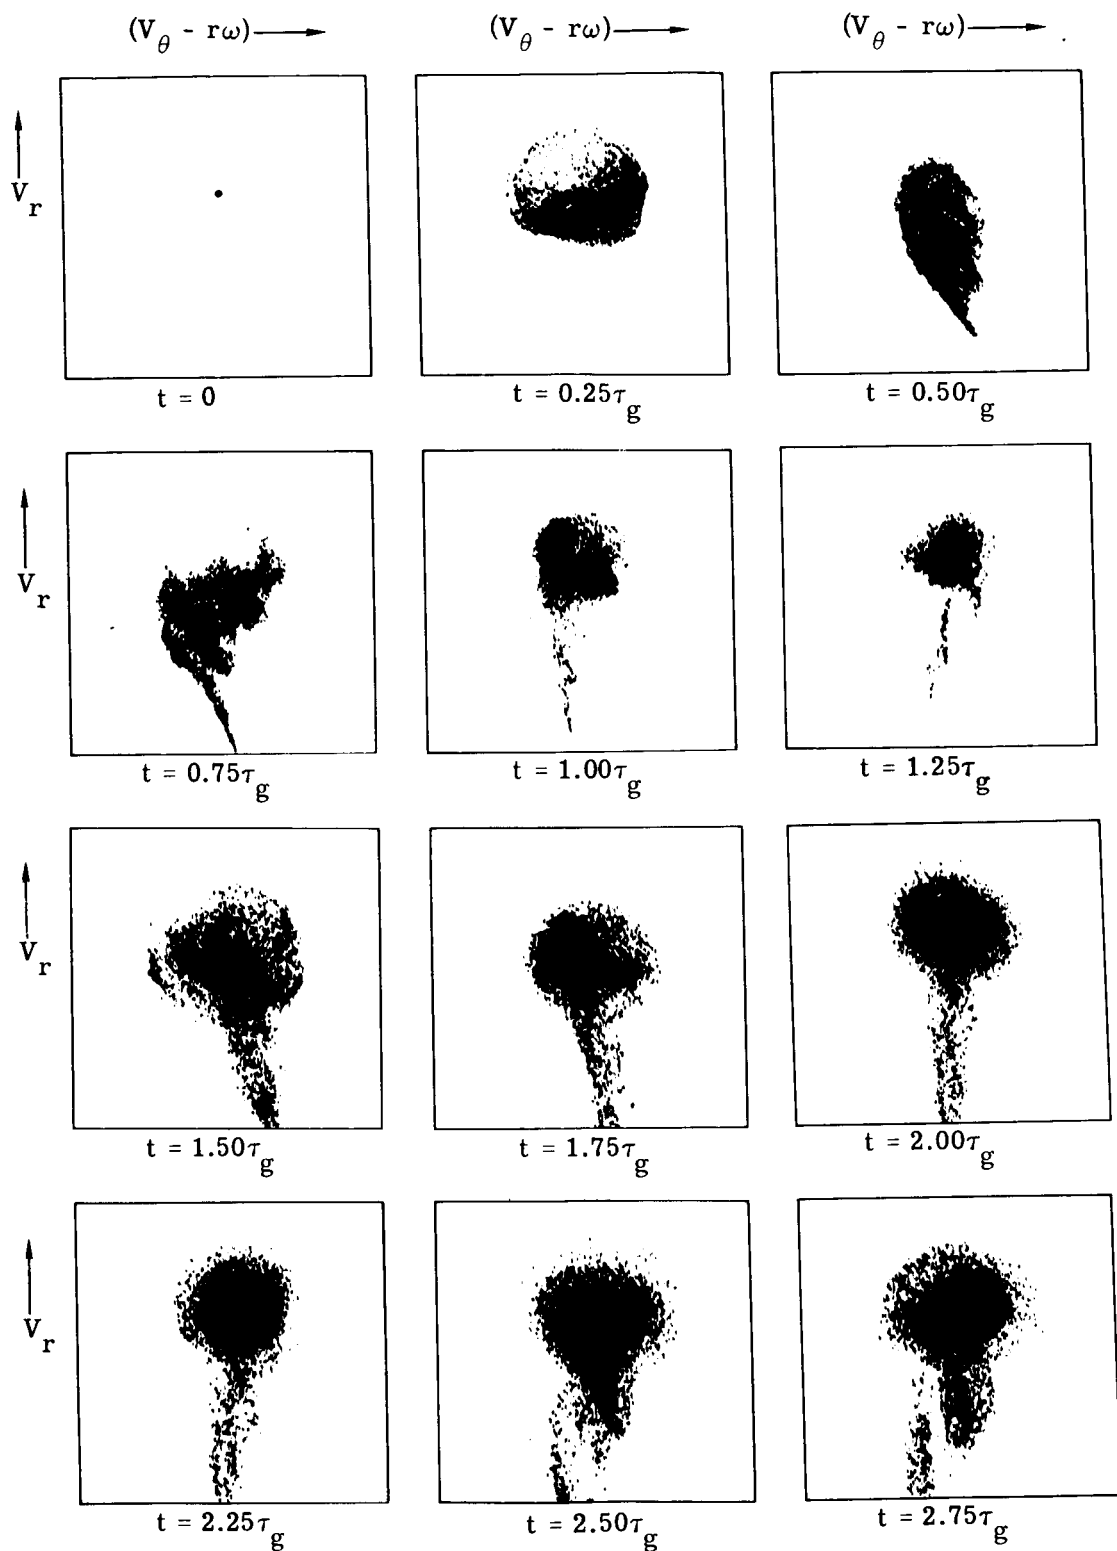 (V_θ - rω) → (V_θ - rω) → (V_θ - rω) →
↑ V_r
t = 0 t = 0.25τ_g t = 0.50τ_g
↑ V_r
t = 0.75τ_g t = 1.00τ_g t = 1.25τ_g
↑ V_r
t = 1.50τ_g t = 1.75τ_g t = 2.00τ_g
↑ V_r
t = 2.25τ_g t = 2.50τ_g t = 2.75τ_g